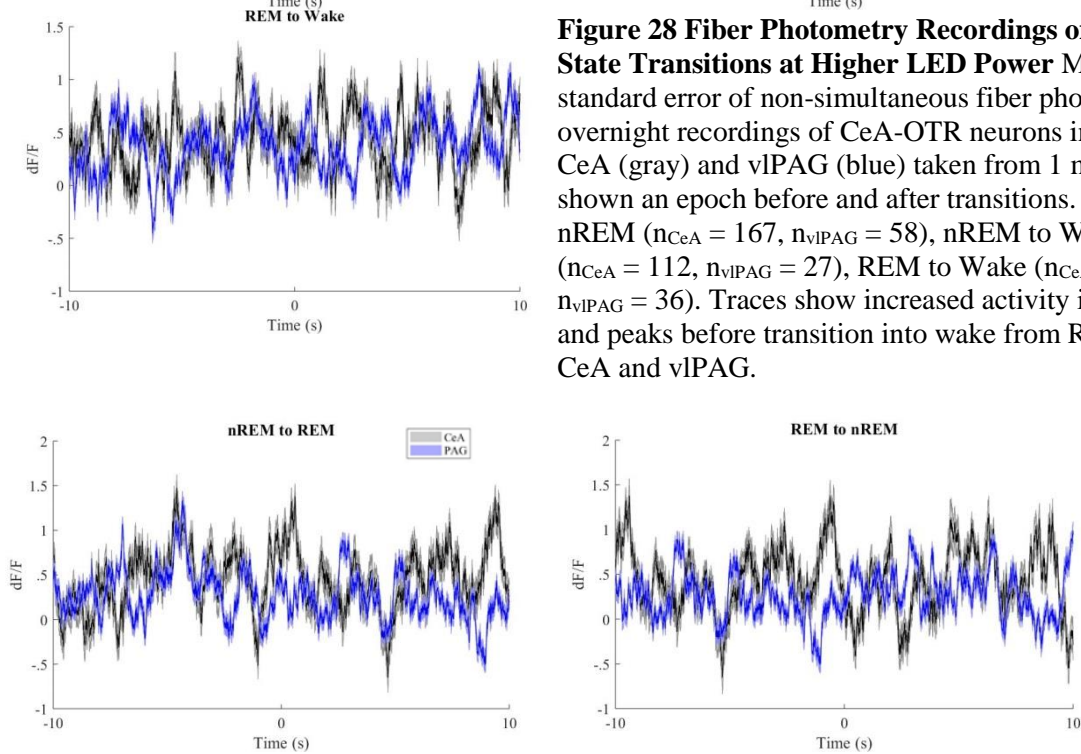 Time (s)
Time (s)
REM to Wake
1.5
1
.5
0
-.5
-1
dF/F
-10
0
10
Time (s)
Figure 28 Fiber Photometry Recordings
State Transitions at Higher LED Power
standard error of non-simultaneous fiber
overnight recordings of CeA-OTR neurons
CeA (gray) and vlPAG (blue) taken from 1
shown an epoch before and after transitions.
nREM (nCeA = 167, nvlPAG = 58), nREM to
(nCeA = 112, nvlPAG = 27), REM to Wake
nvlPAG = 36). Traces show increased activity
and peaks before transition into wake from
CeA and vlPAG.
nREM to REM
CeA
PAG
2
1.5
1
.5
0
-.5
-1
dF/F
-10
0
10
Time (s)
REM to nREM
2
1.5
1
.5
0
-.5
-1
dF/F
-10
0
10
Time (s)